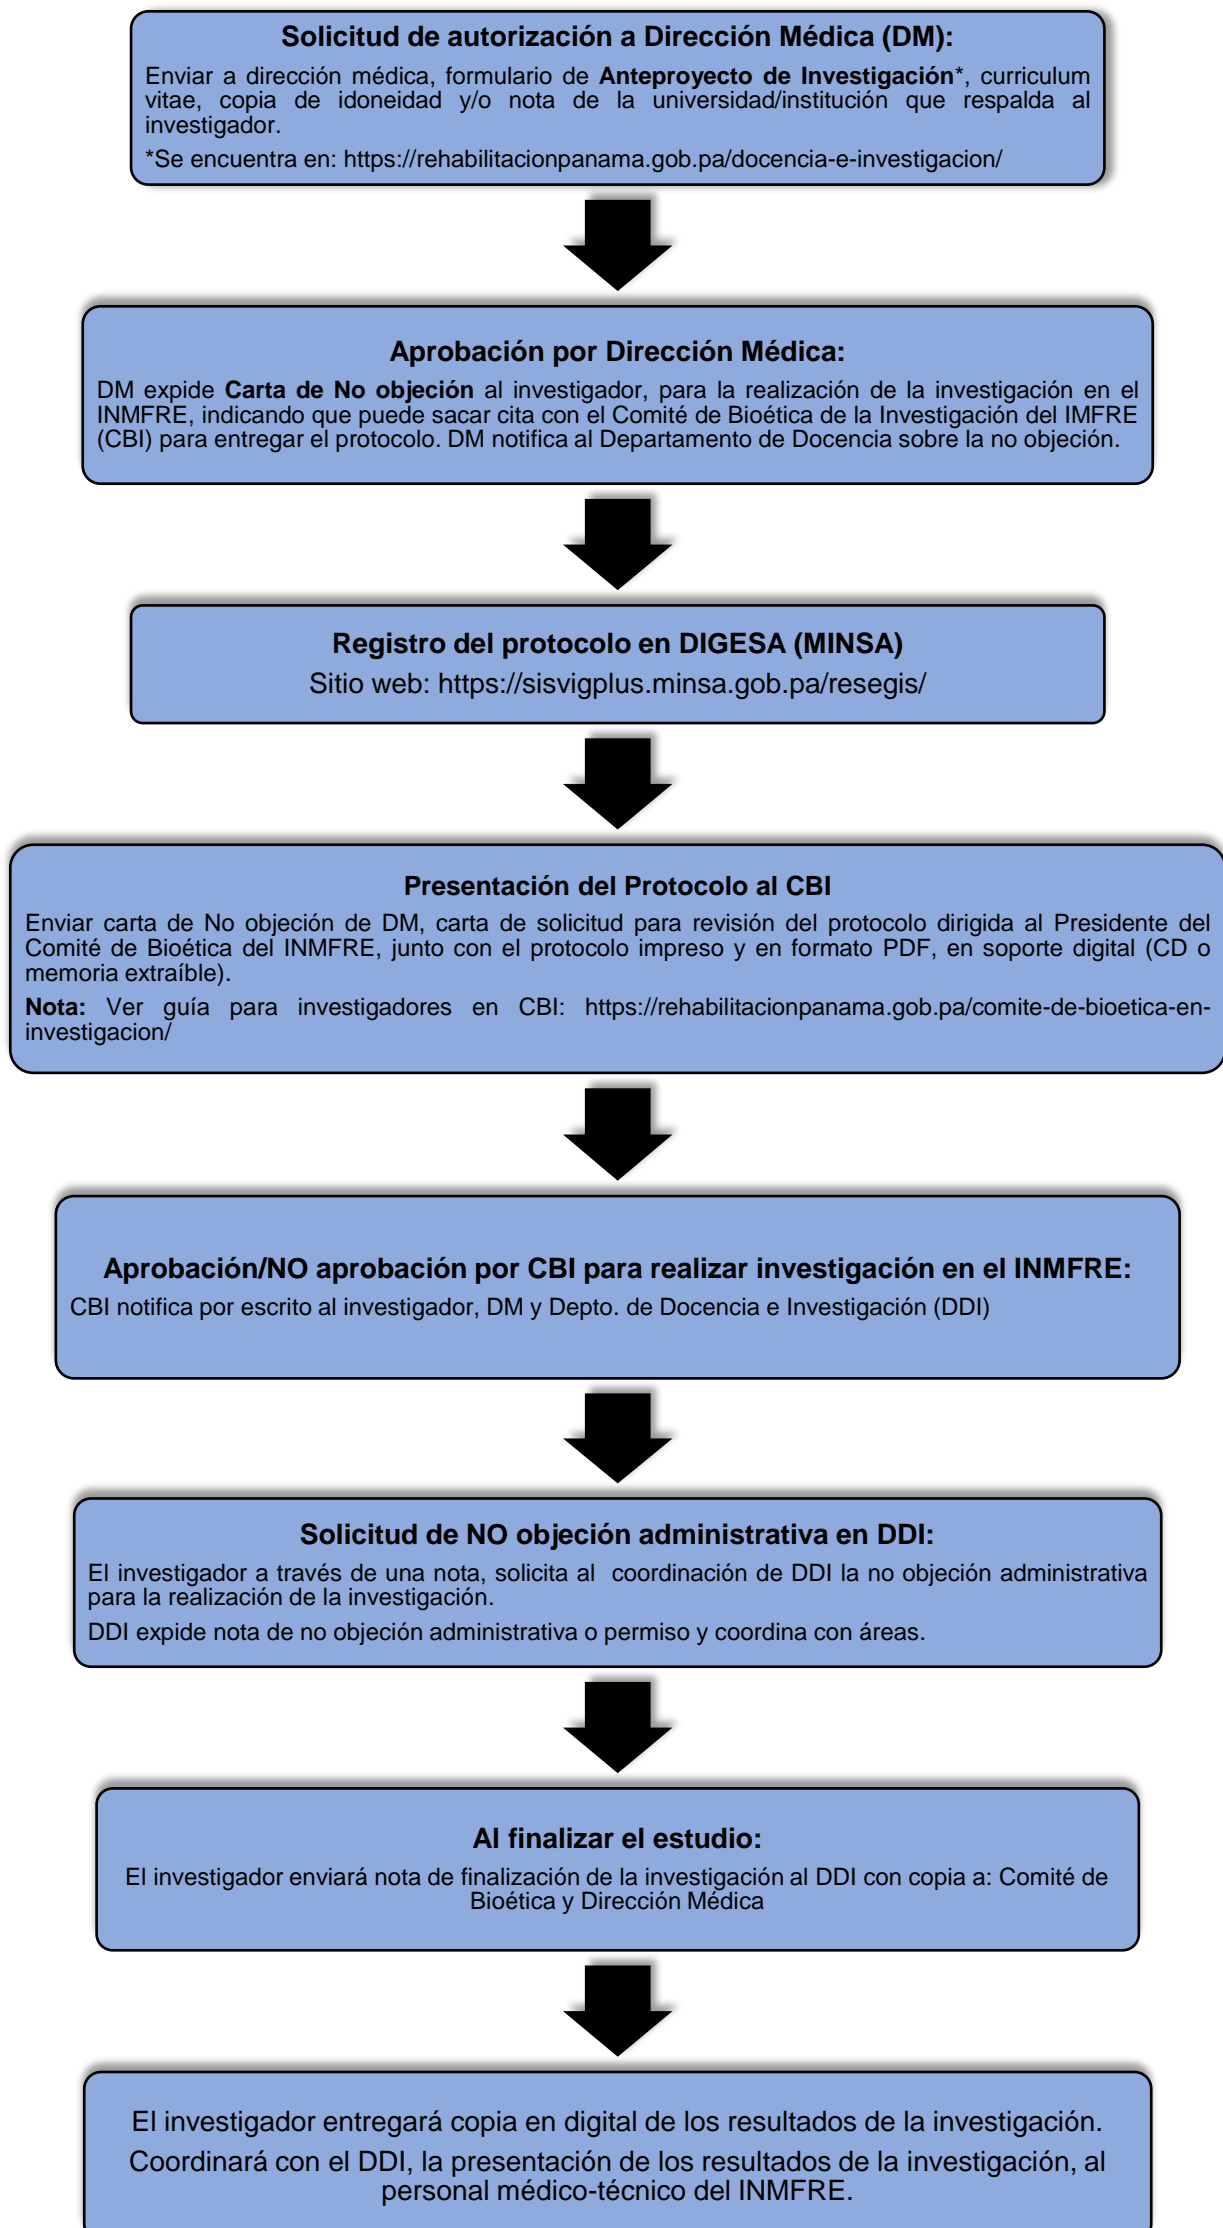 Solicitud de autorización a Dirección Médica (DM):
Enviar a dirección médica, formulario de Anteproyecto de Investigación*, curriculum
vitae, copia de idoneidad y/o nota de la universidad/institución que respalda al
investigador.
*Se encuentra en: https://rehabilitacionpanama.gob.pa/docencia-e-investigacion/
Aprobación por Dirección Médica:
DM expide Carta de No objeción al investigador, para la realización de la investigación en el
INMFRE, indicando que puede sacar cita con el Comité de Bioética de la Investigación del IMFRE
(CBI) para entregar el protocolo. DM notifica al Departamento de Docencia sobre la no objeción.
Registro del protocolo en DIGESA (MINSA)
Sitio web: https://sisvigplus.minsa.gob.pa/resegis/
Presentación del Protocolo al CBI
Enviar carta de No objeción de DM, carta de solicitud para revisión del protocolo dirigida al Presidente del
Comité de Bioética del INMFRE, junto con el protocolo impreso y en formato PDF, en soporte digital (CD o
memoria extraíble).
Nota: Ver guía para investigadores en CBI: https://rehabilitacionpanama.gob.pa/comite-de-bioetica-en-
investigacion/
Aprobación/NO aprobación por CBI para realizar investigación en el INMFRE:
CBI notifica por escrito al investigador, DM y Depto. de Docencia e Investigación (DDI)
Solicitud de NO objeción administrativa en DDI:
El investigador a través de una nota, solicita al coordinación de DDI la no objeción administrativa
para la realización de la investigación.
DDI expide nota de no objeción administrativa o permiso y coordina con áreas.
Al finalizar el estudio:
El investigador enviará nota de finalización de la investigación al DDI con copia a: Comité de
Bioética y Dirección Médica
El investigador entregará copia en digital de los resultados de la investigación.
Coordinará con el DDI, la presentación de los resultados de la investigación, al
personal médico-técnico del INMFRE.